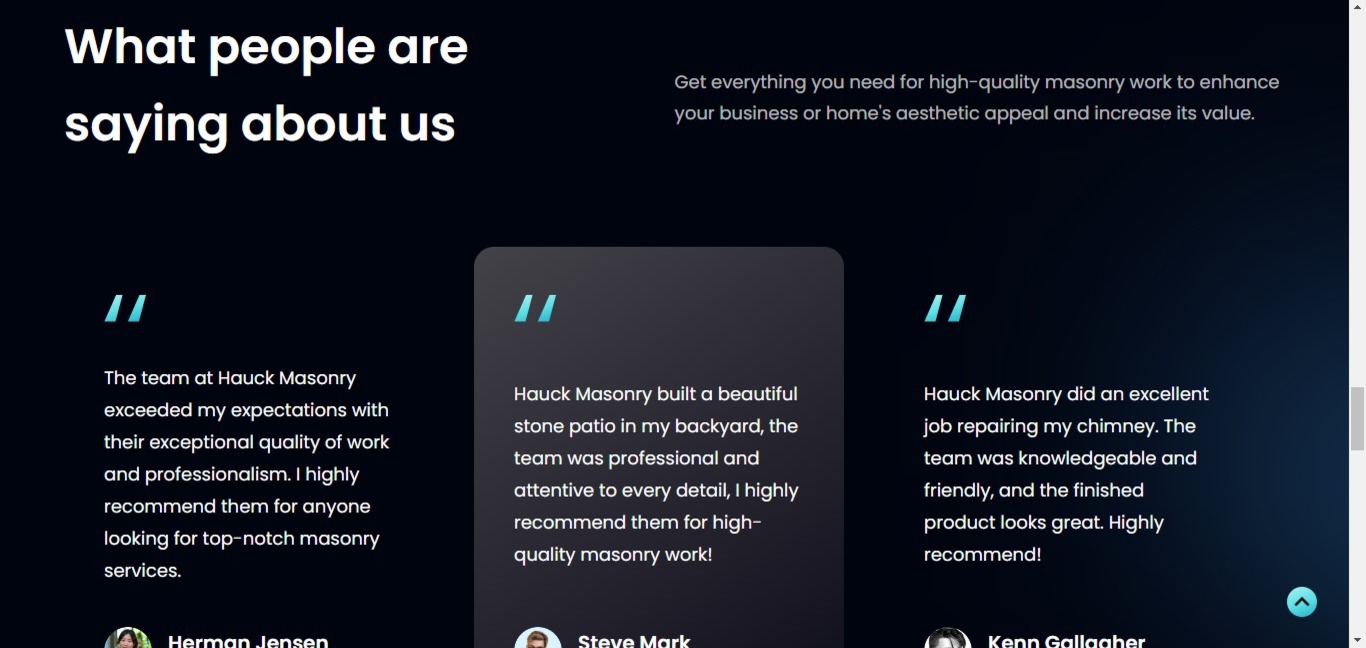 What people are
saying about us
Get everything you need for high-quality masonry work to enhance
your business or home's aesthetic appeal and increase its value.
The team at Hauck Masonry
exceeded my expectations with
their exceptional quality of work
and professionalism. I highly
recommend them for anyone
looking for top-notch masonry
services.
Herman Jensen
Hauck Masonry built a beautiful
stone patio in my backyard, the
team was professional and
attentive to every detail, I highly
recommend them for high-
quality masonry work!
Steve Mark
Hauck Masonry did an excellent
job repairing my chimney. The
team was knowledgeable and
friendly, and the finished
product looks great. Highly
recommend!
Kenn Gallagher